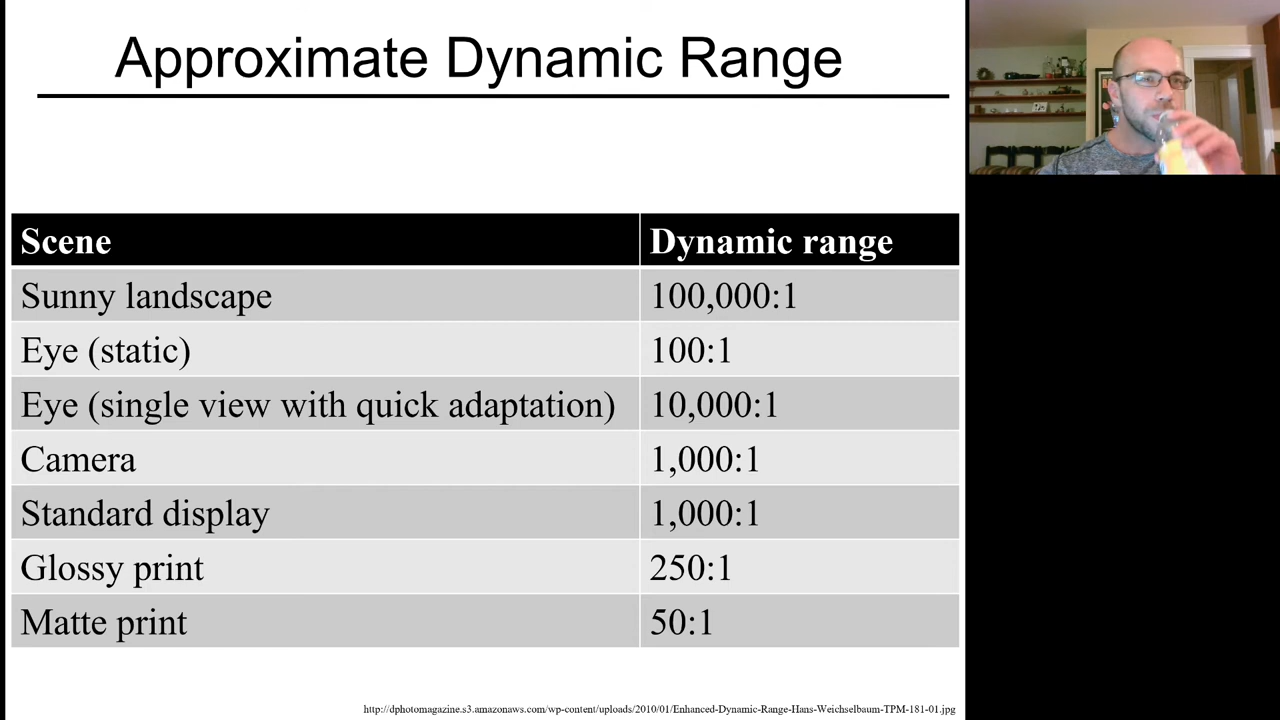 Approximate Dynamic Range
Scene Dynamic range
Sunny landscape 100,000:1
Eye (static) 100:1
Eye (single view with quick adaptation) 10,000:1
Camera 1,000:1
Standard display 1,000:1
Glossy print 250:1
Matte print 50:1
http://dphotomagazine.s3.amazonaws.com/wp-content/uploads/2010/01/Enhanced-Dynamic-Range-Hans-Weichselbaum-TPM-181-01.jpg